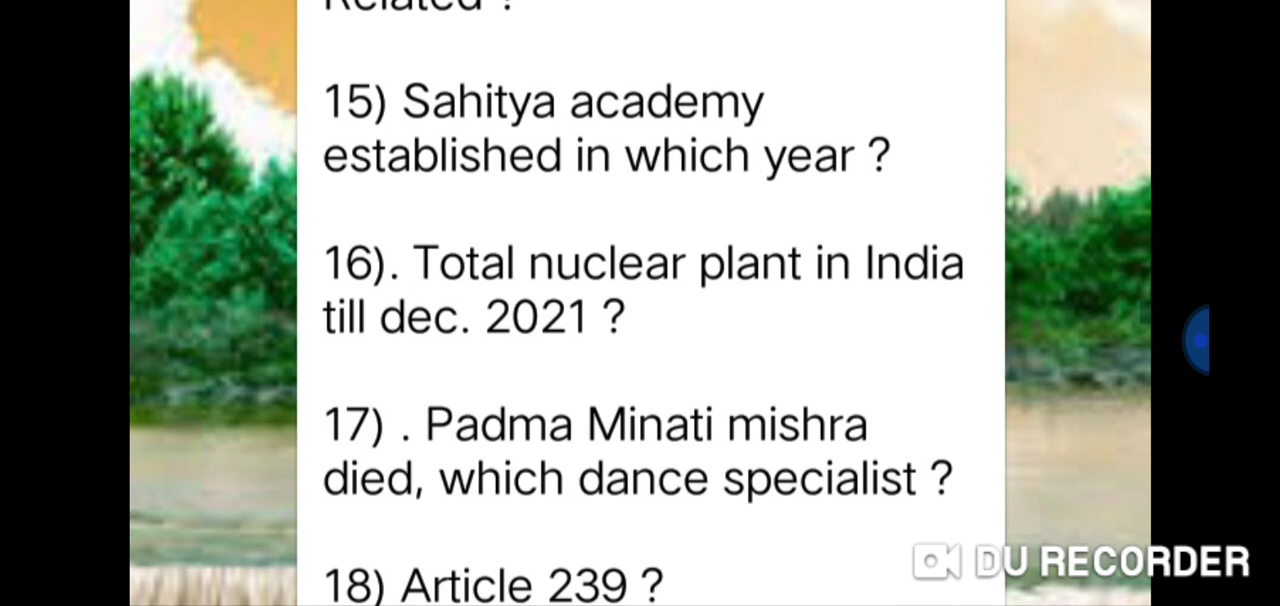 Related ?
15) Sahitya academy
established in which year ?
16). Total nuclear plant in India
till dec. 2021 ?
17) . Padma Minati mishra
died, which dance specialist ?
18) Article 239 ?
DU RECORDER